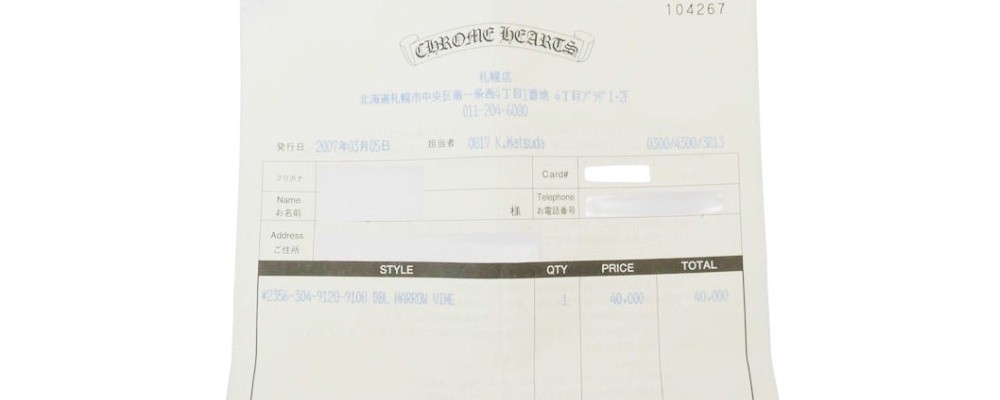 104267
CHROME HEARTS
札幌店
北海道札幌市中央区南一条西4丁目1番地 4丁目ﾌﾟﾗｻﾞ1・2F
011-204-6000
発行日 2007年03月05日 担当者 0817 K.Matsuda 0300/4300/3813
フリガナ Card#
Name
お名前 様
Telephone
お電話番号
Address
ご住所
STYLE QTY PRICE TOTAL
*2356-304-9120-9108 DBL NARROW VINE 1 40,000 40,000